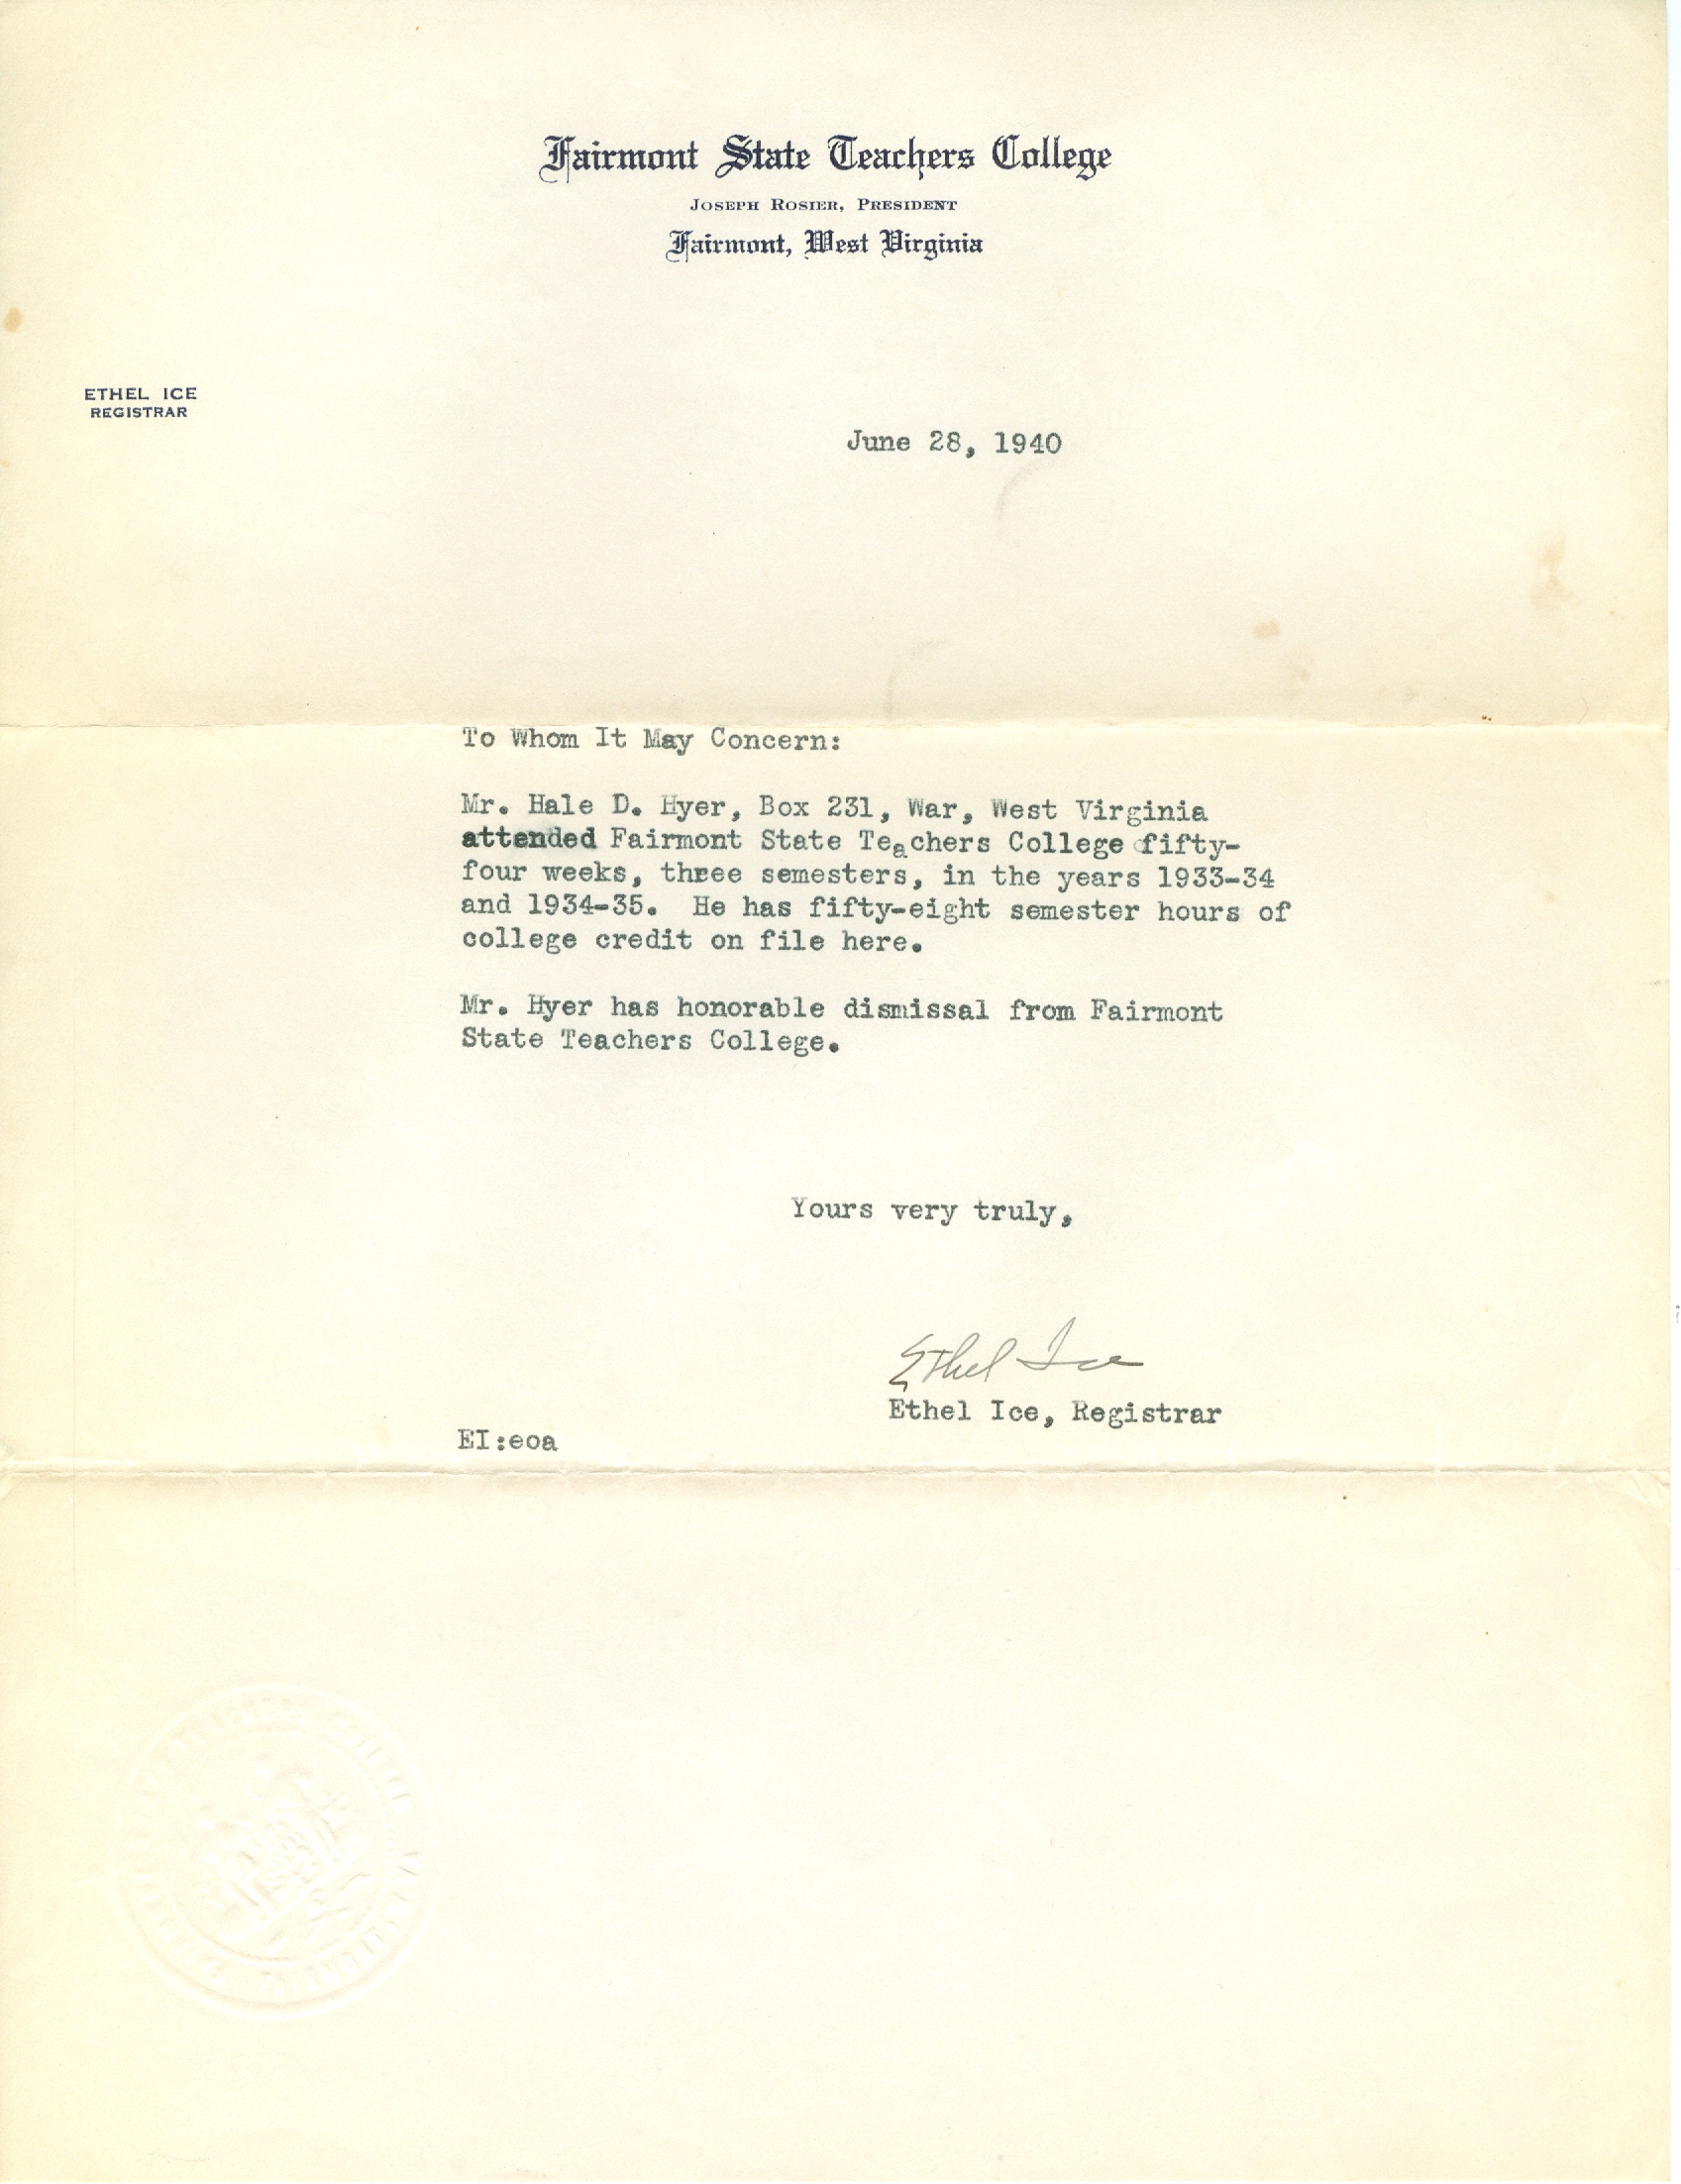 Fairmont State Teachers College
Joseph Rosier, President
Fairmont, West Virginia
ETHEL ICE
REGISTRAR
June 28, 1940
To Whom It May Concern:
Mr. Hale D. Hyer, Box 231, War, West Virginia
attended Fairmont State Teachers College fifty-
four weeks, three semesters, in the years 1933-34
and 1934-35. He has fifty-eight semester hours of
college credit on file here.
Mr. Hyer has honorable dismissal from Fairmont
State Teachers College.
Yours very truly,
Ethel Ice
Ethel Ice, Registrar
EI:eoa